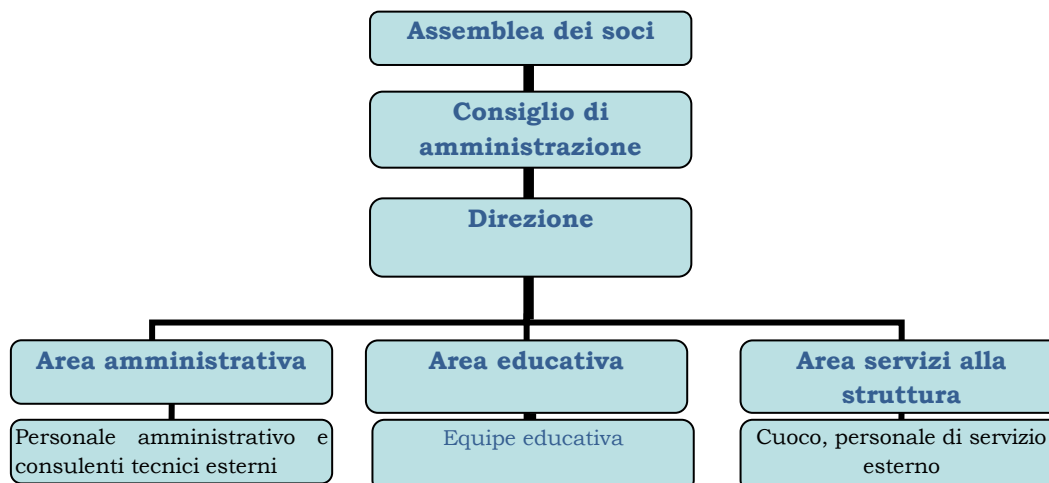 Assemblea dei soci
Consiglio di
amministrazione
Direzione
Area amministrativa
Area educativa
Area servizi alla
struttura
Personale amministrativo e
consulenti tecnici esterni
Equipe educativa
Cuoco, personale di servizio
esterno